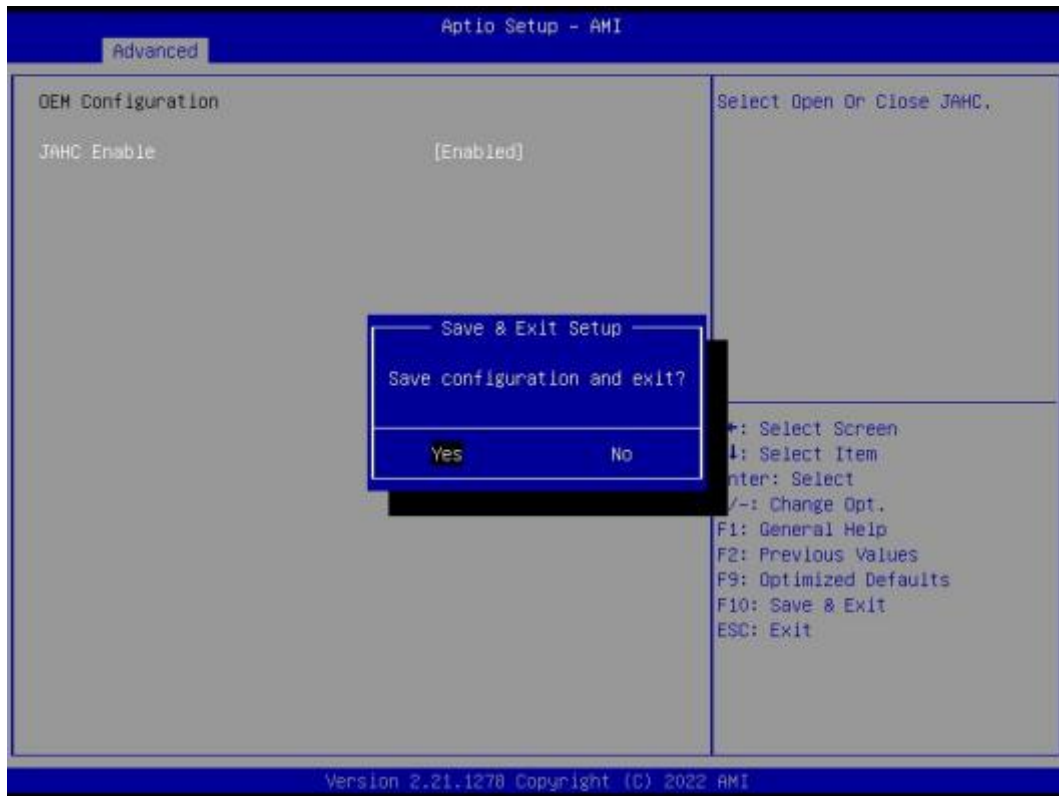 Aptio Setup - AMI
Advanced
OEM Configuration
JAHC Enable [Enabled]
Select Open Or Close JAHC.
Save & Exit Setup
Save configuration and exit?
Yes No
: Select Screen
: Select Item
nter: Select
/-: Change Opt.
F1: General Help
F2: Previous Values
F9: Optimized Defaults
F10: Save & Exit
ESC: Exit
Version 2.21.1278 Copyright (C) 2022 AMI